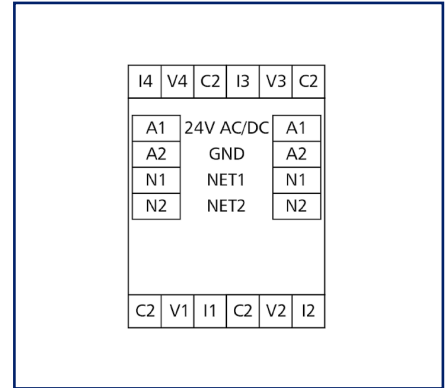 I4 V4 C2 I3 V3 C2
A1 24V AC/DC A1
A2 GND A2
N1 NET1 N1
N2 NET2 N2
C2 V1 I1 C2 V2 I2